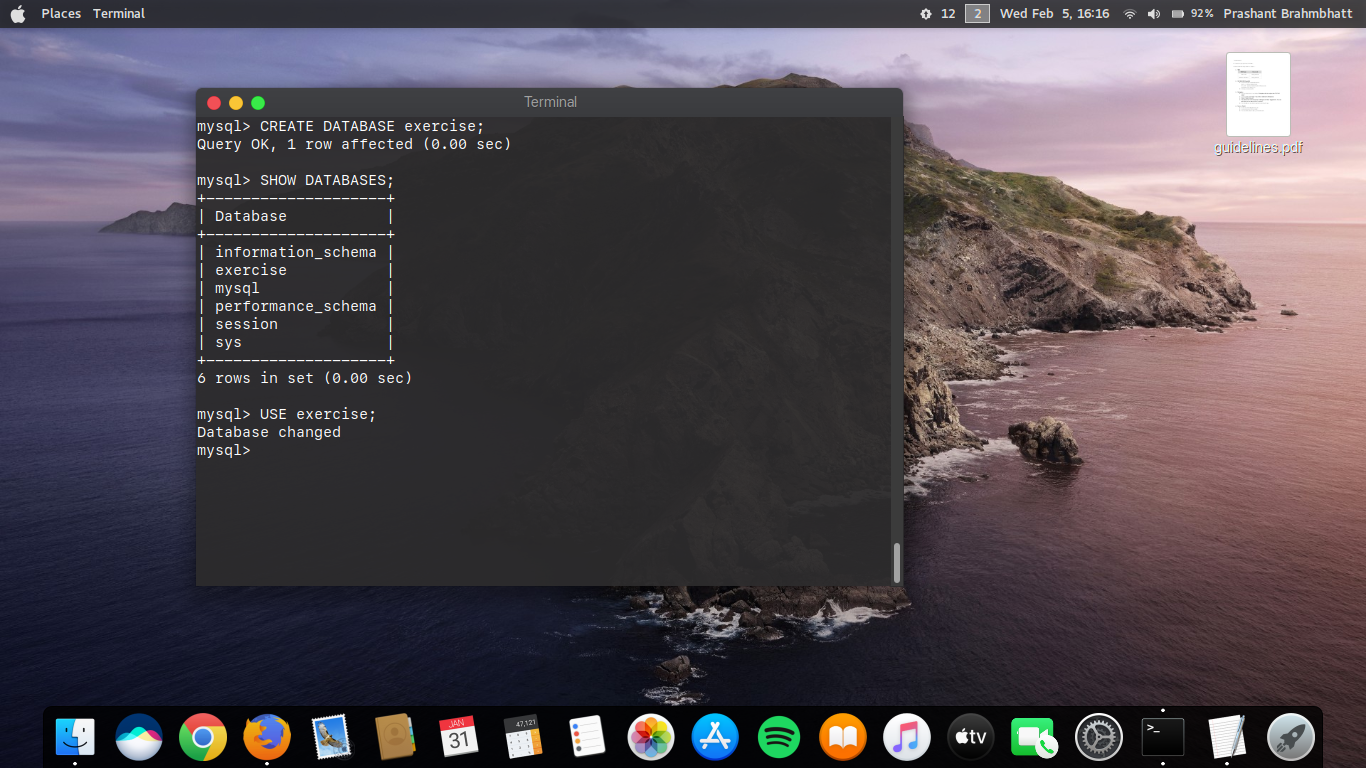 Places Terminal 12 2 Wed Feb 5, 16:16 92% Prashant Brahmbhatt
guidelines.pdf
Terminal
mysql> CREATE DATABASE exercise;
Query OK, 1 row affected (0.00 sec)
mysql> SHOW DATABASES;
+--------------------+
| Database           |
+--------------------+
| information_schema |
| exercise           |
| mysql              |
| performance_schema |
| session            |
| sys                |
+--------------------+
6 rows in set (0.00 sec)
mysql> USE exercise;
Database changed
mysql>
JAN
31
47,121
tv
>_